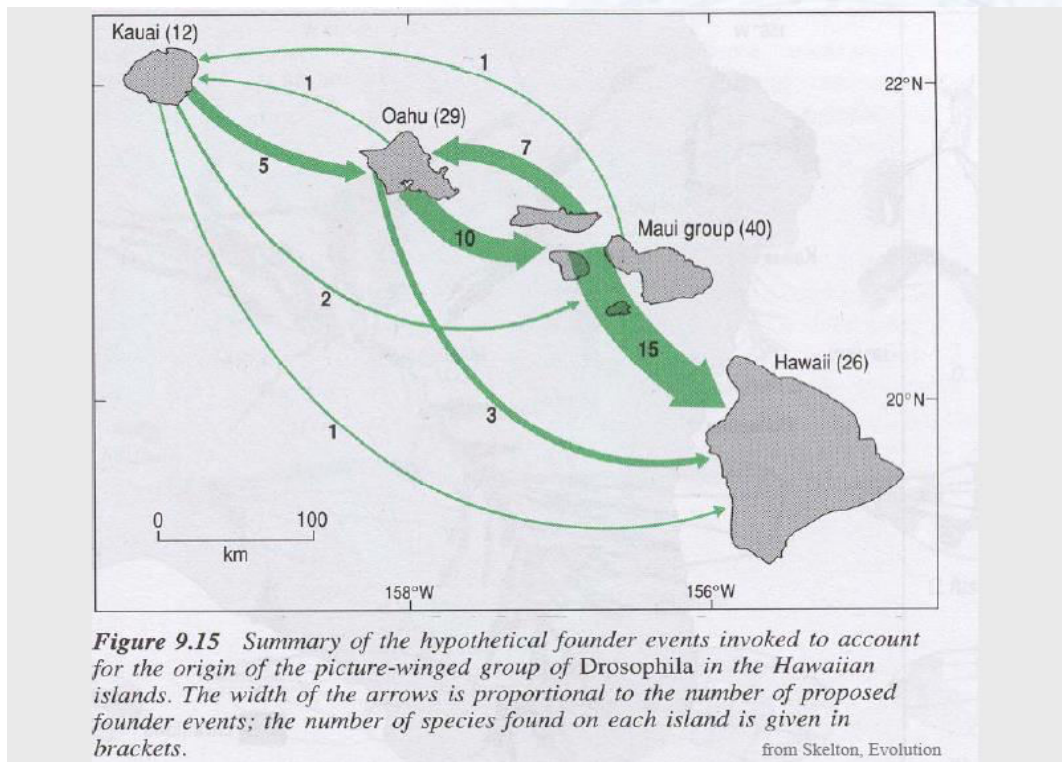 Kauai (12)
1
1
22°N
Oahu (29)
7
5
Maui group (40)
10
2
15
Hawaii (26)
20°N
3
1
0 100
km
158°W 156°W
Figure 9.15 Summary of the hypothetical founder events invoked to account
for the origin of the picture-winged group of Drosophila in the Hawaiian
islands. The width of the arrows is proportional to the number of proposed
founder events; the number of species found on each island is given in
brackets.
from Skelton, Evolution